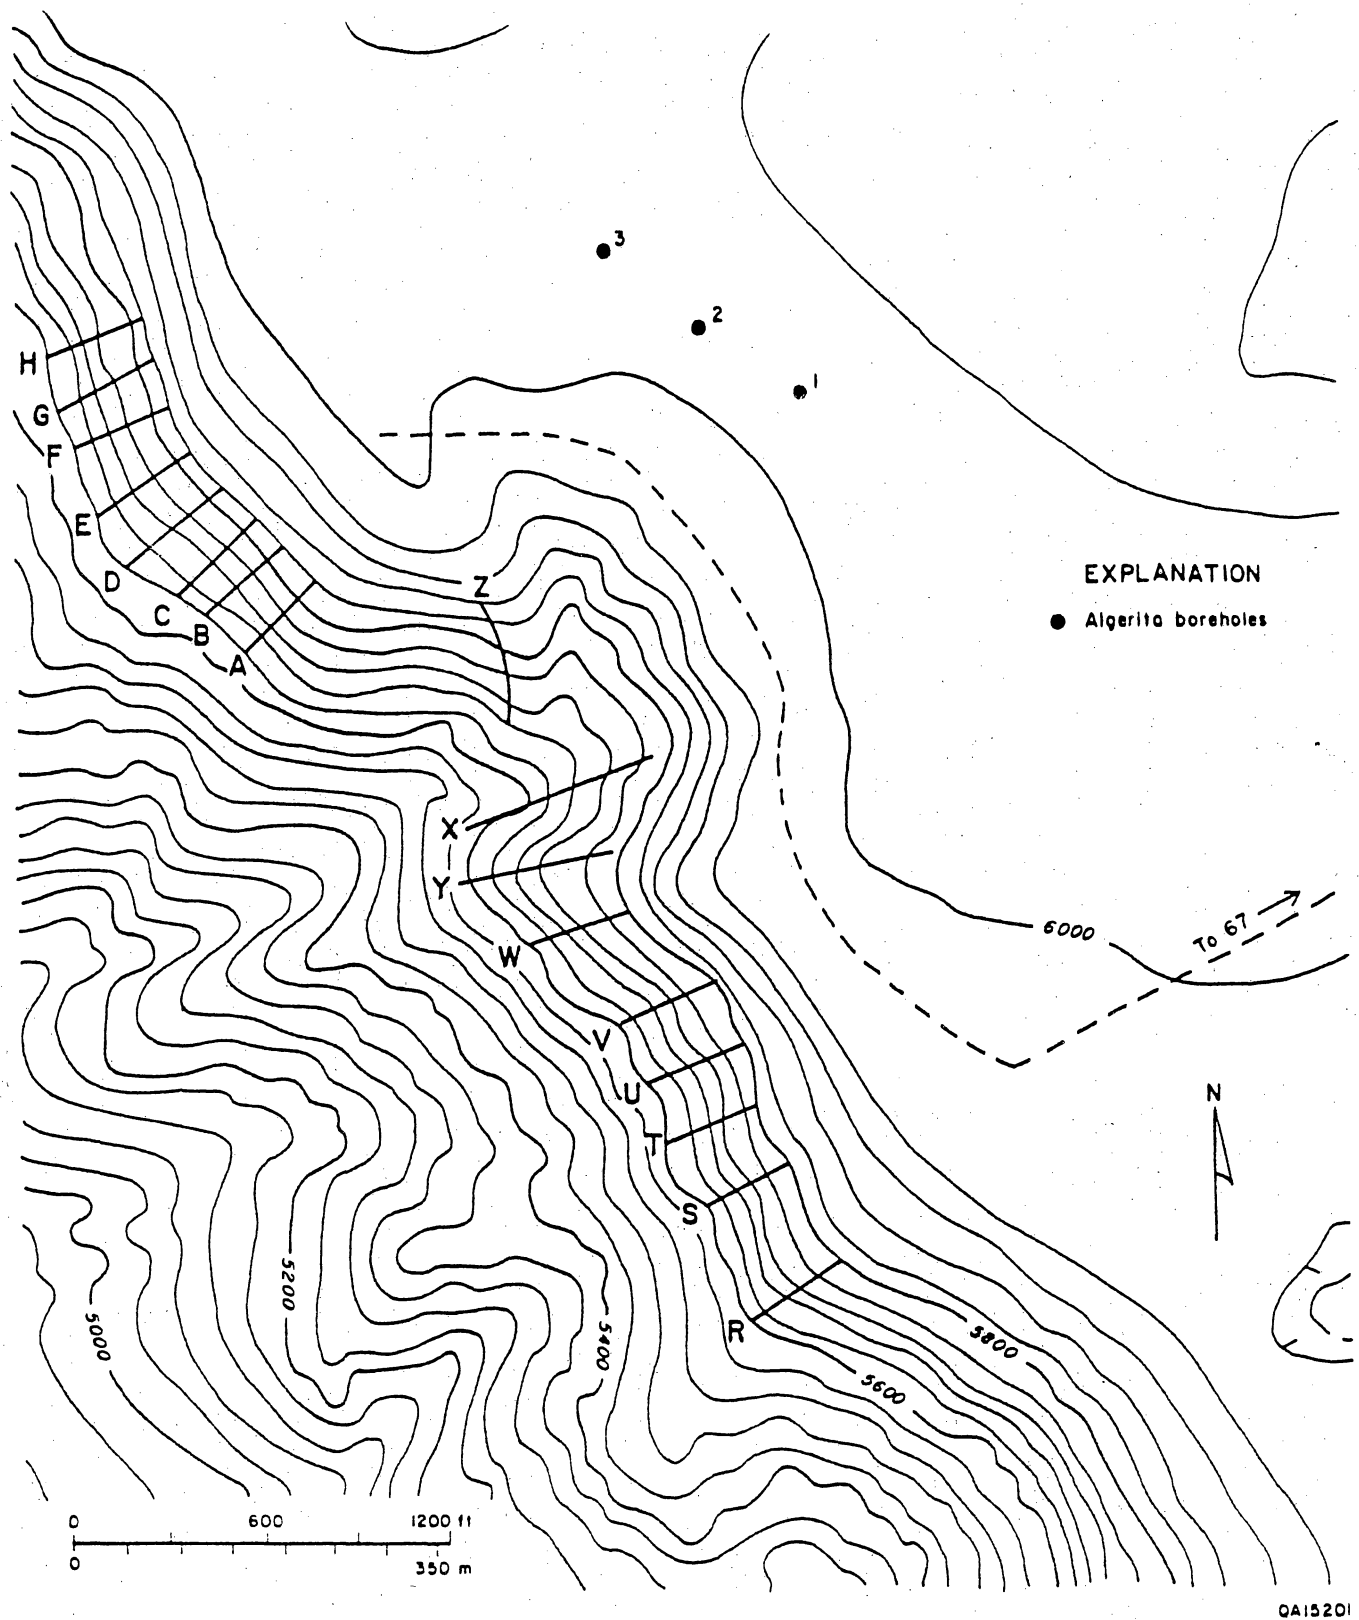 3
2
1
H
G
F
E
D
C
B
A
Z
EXPLANATION
Algerita boreholes
X
Y
W
6000
To 67
V
U
T
N
S
R
5200
5000
5400
5800
5600
0 600 1200 ft
0 350 m
QA15201